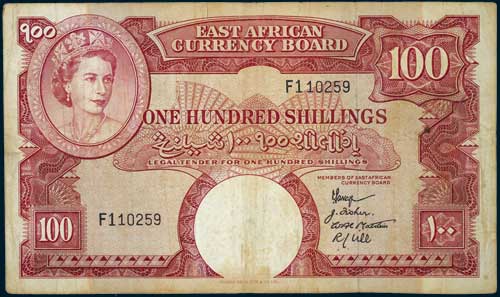 ૧૦૦
EAST AFRICAN
CURRENCY BOARD
100
F110259
ONE HUNDRED SHILLINGS
LEGAL TENDER FOR ONE HUNDRED SHILLINGS
MEMBERS OF EAST AFRICAN
CURRENCY BOARD
100
F110259
١٠٠